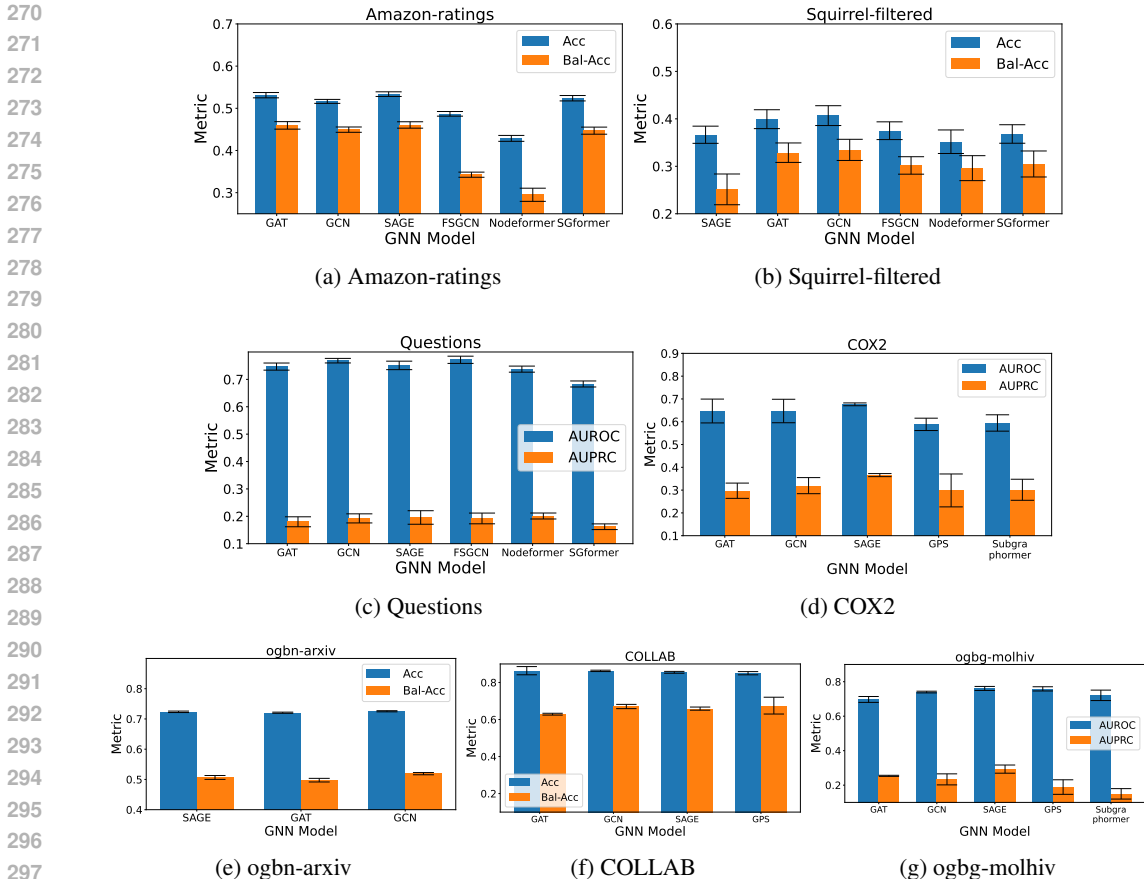 270
271
272
273
274
275
276
277
278
279
280
281
282
283
284
285
286
287
288
289
290
291
292
293
294
295
296
297
Amazon-ratings
Metric
0.7
0.6
0.5
0.4
0.3
Acc
Bal-Acc
GAT GCN SAGE FSGCN Nodeformer SGformer
GNN Model
(a) Amazon-ratings
Squirrel-filtered
Metric
0.6
0.5
0.4
0.3
0.2
Acc
Bal-Acc
SAGE GAT GCN FSGCN Nodeformer SGformer
GNN Model
(b) Squirrel-filtered
Questions
Metric
0.7
0.6
0.5
0.4
0.3
0.2
0.1
AUROC
AUPRC
GAT GCN SAGE FSGCN Nodeformer SGformer
GNN Model
(c) Questions
COX2
Metric
0.9
0.8
0.7
0.6
0.5
0.4
0.3
0.2
0.1
AUROC
AUPRC
GAT GCN SAGE GPS Subgra
phormer
GNN Model
(d) COX2
ogbn-arxiv
Metric
0.8
0.7
0.6
0.5
0.4
Acc
Bal-Acc
SAGE GAT GCN
GNN Model
(e) ogbn-arxiv
COLLAB
Metric
0.8
0.6
0.4
0.2
Acc
Bal-Acc
GAT GCN SAGE GPS
GNN Model
(f) COLLAB
ogbg-molhiv
Metric
0.8
0.6
0.4
0.2
AUROC
AUPRC
GAT GCN SAGE GPS Subgra
phormer
GNN Model
(g) ogbg-molhiv